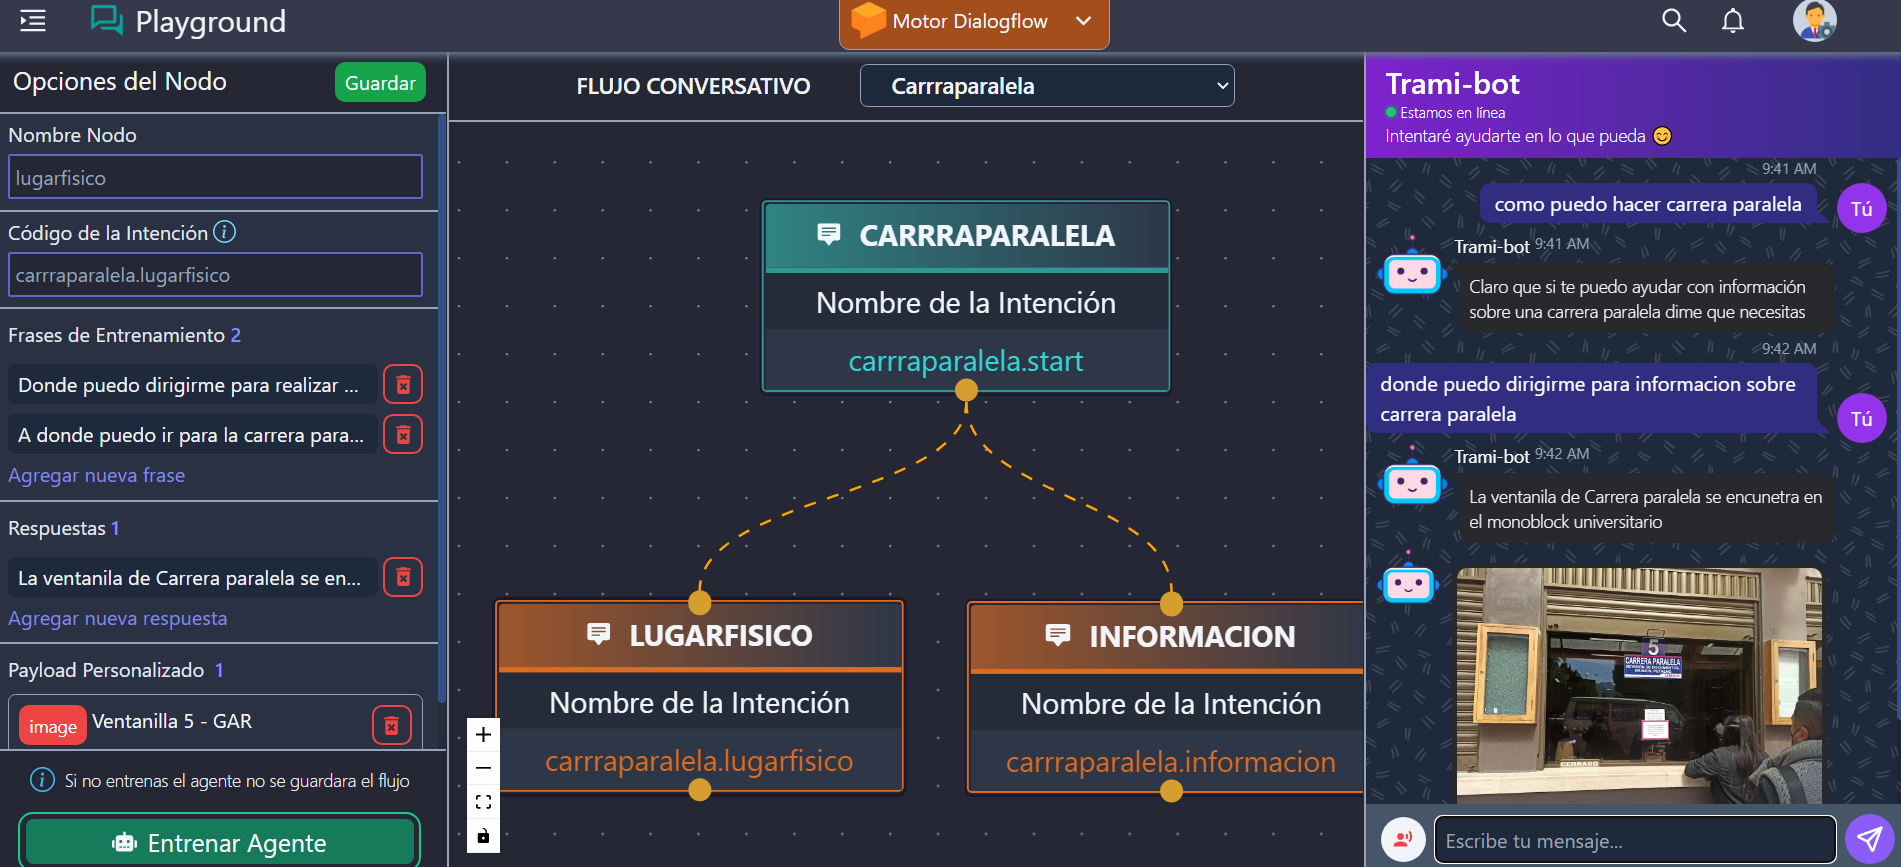 Playground
Motor Dialogflow
Opciones del Nodo
Guardar
Nombre Nodo
lugarfisico
Código de la Intención
carrraparalela.lugarfisico
Frases de Entrenamiento 2
Donde puedo dirigirme para realizar ...
A donde puedo ir para la carrera para...
Agregar nueva frase
Respuestas 1
La ventanila de Carrera paralela se en...
Agregar nueva respuesta
Payload Personalizado 1
image
Ventanilla 5 - GAR
Si no entrenas el agente no se guardara el flujo
Entrenar Agente
FLUJO CONVERSATIVO
Carrraparalela
CARRRAPARALELA
Nombre de la Intención
carrraparalela.start
LUGARFISICO
Nombre de la Intención
carrraparalela.lugarfisico
INFORMACION
Nombre de la Intención
carrraparalela.informacion
Trami-bot
Estamos en línea
Intentaré ayudarte en lo que pueda 😊
9:41 AM
como puedo hacer carrera paralela
Tú
Trami-bot 9:41 AM
Claro que si te puedo ayudar con información
sobre una carrera paralela dime que necesitas
9:42 AM
donde puedo dirigirme para informacion sobre
carrera paralela
Tú
Trami-bot 9:42 AM
La ventanila de Carrera paralela se encunetra en
el monoblock universitario
5
CARRERA PARALELA
CERRADO
Escribe tu mensaje...